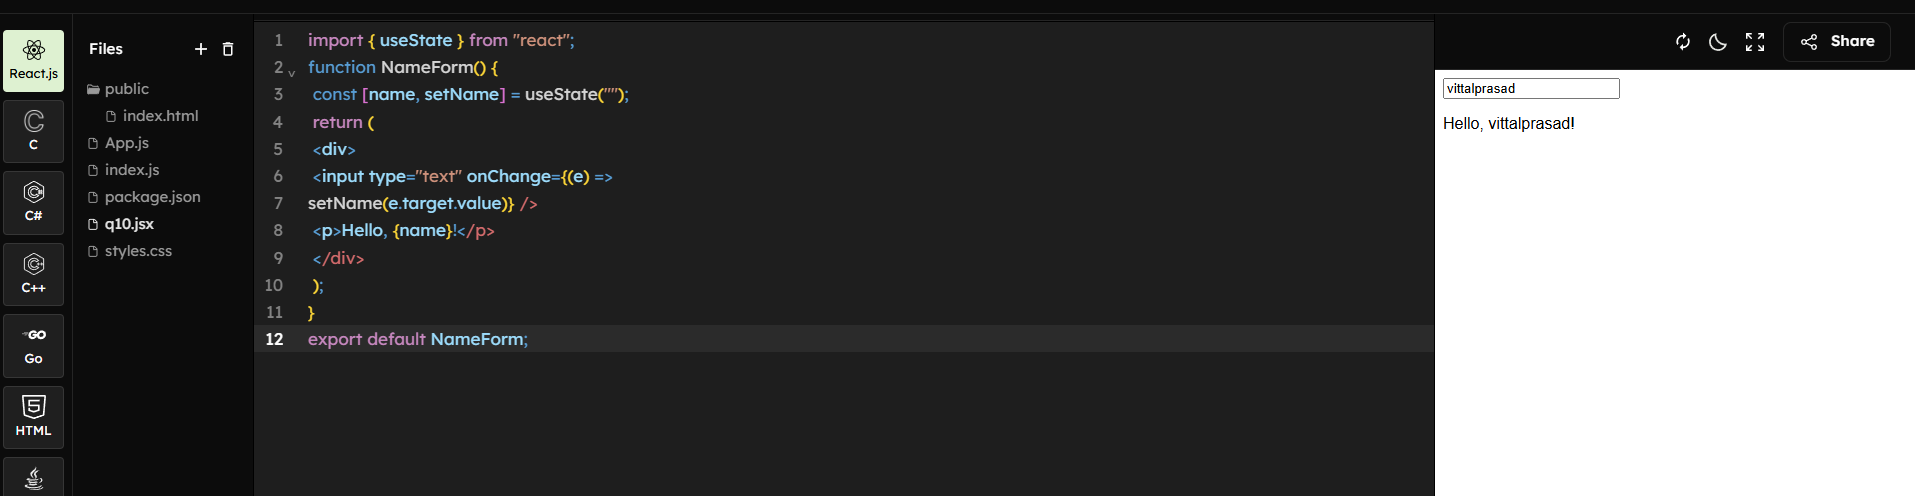 React.js
C
C#
C++
GO
Go
5
HTML
Files
public
index.html
App.js
index.js
package.json
q10.jsx
styles.css
1 import { useState } from "react";
2 function NameForm() {
3 const [name, setName] = useState("");
4 return (
5 <div>
6 <input type="text" onChange={(e) =>
7 setName(e.target.value)} />
8 <p>Hello, {name}!</p>
9 </div>
10 );
11 }
12 export default NameForm;
Share
vittalprasad
Hello, vittalprasad!